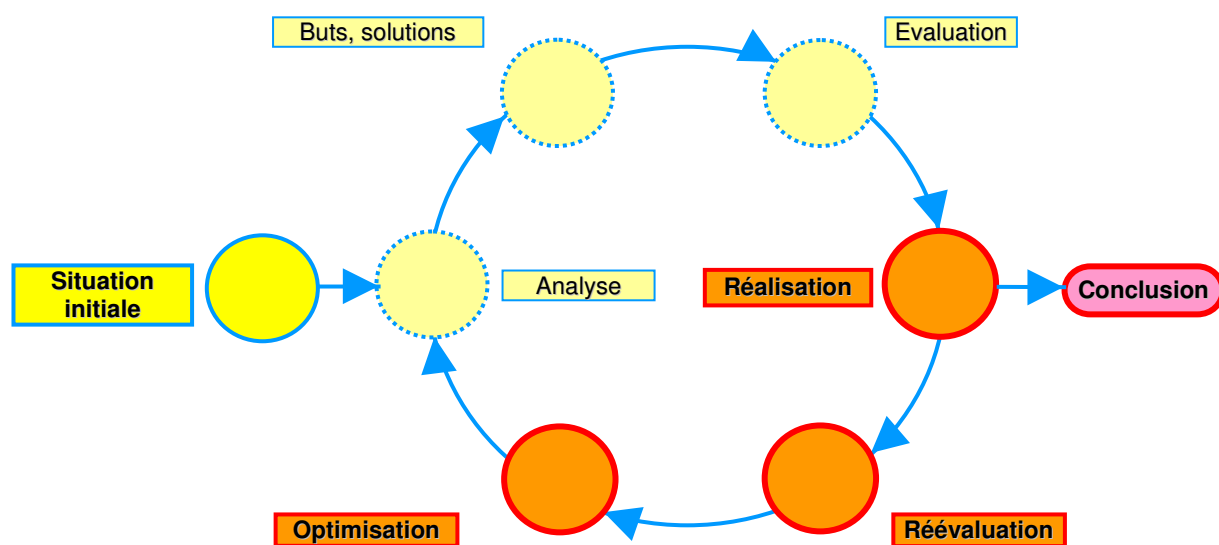 Buts, solutions
Evaluation
Situation
initiale
Analyse
Réalisation
Conclusion
Optimisation
Réévaluation